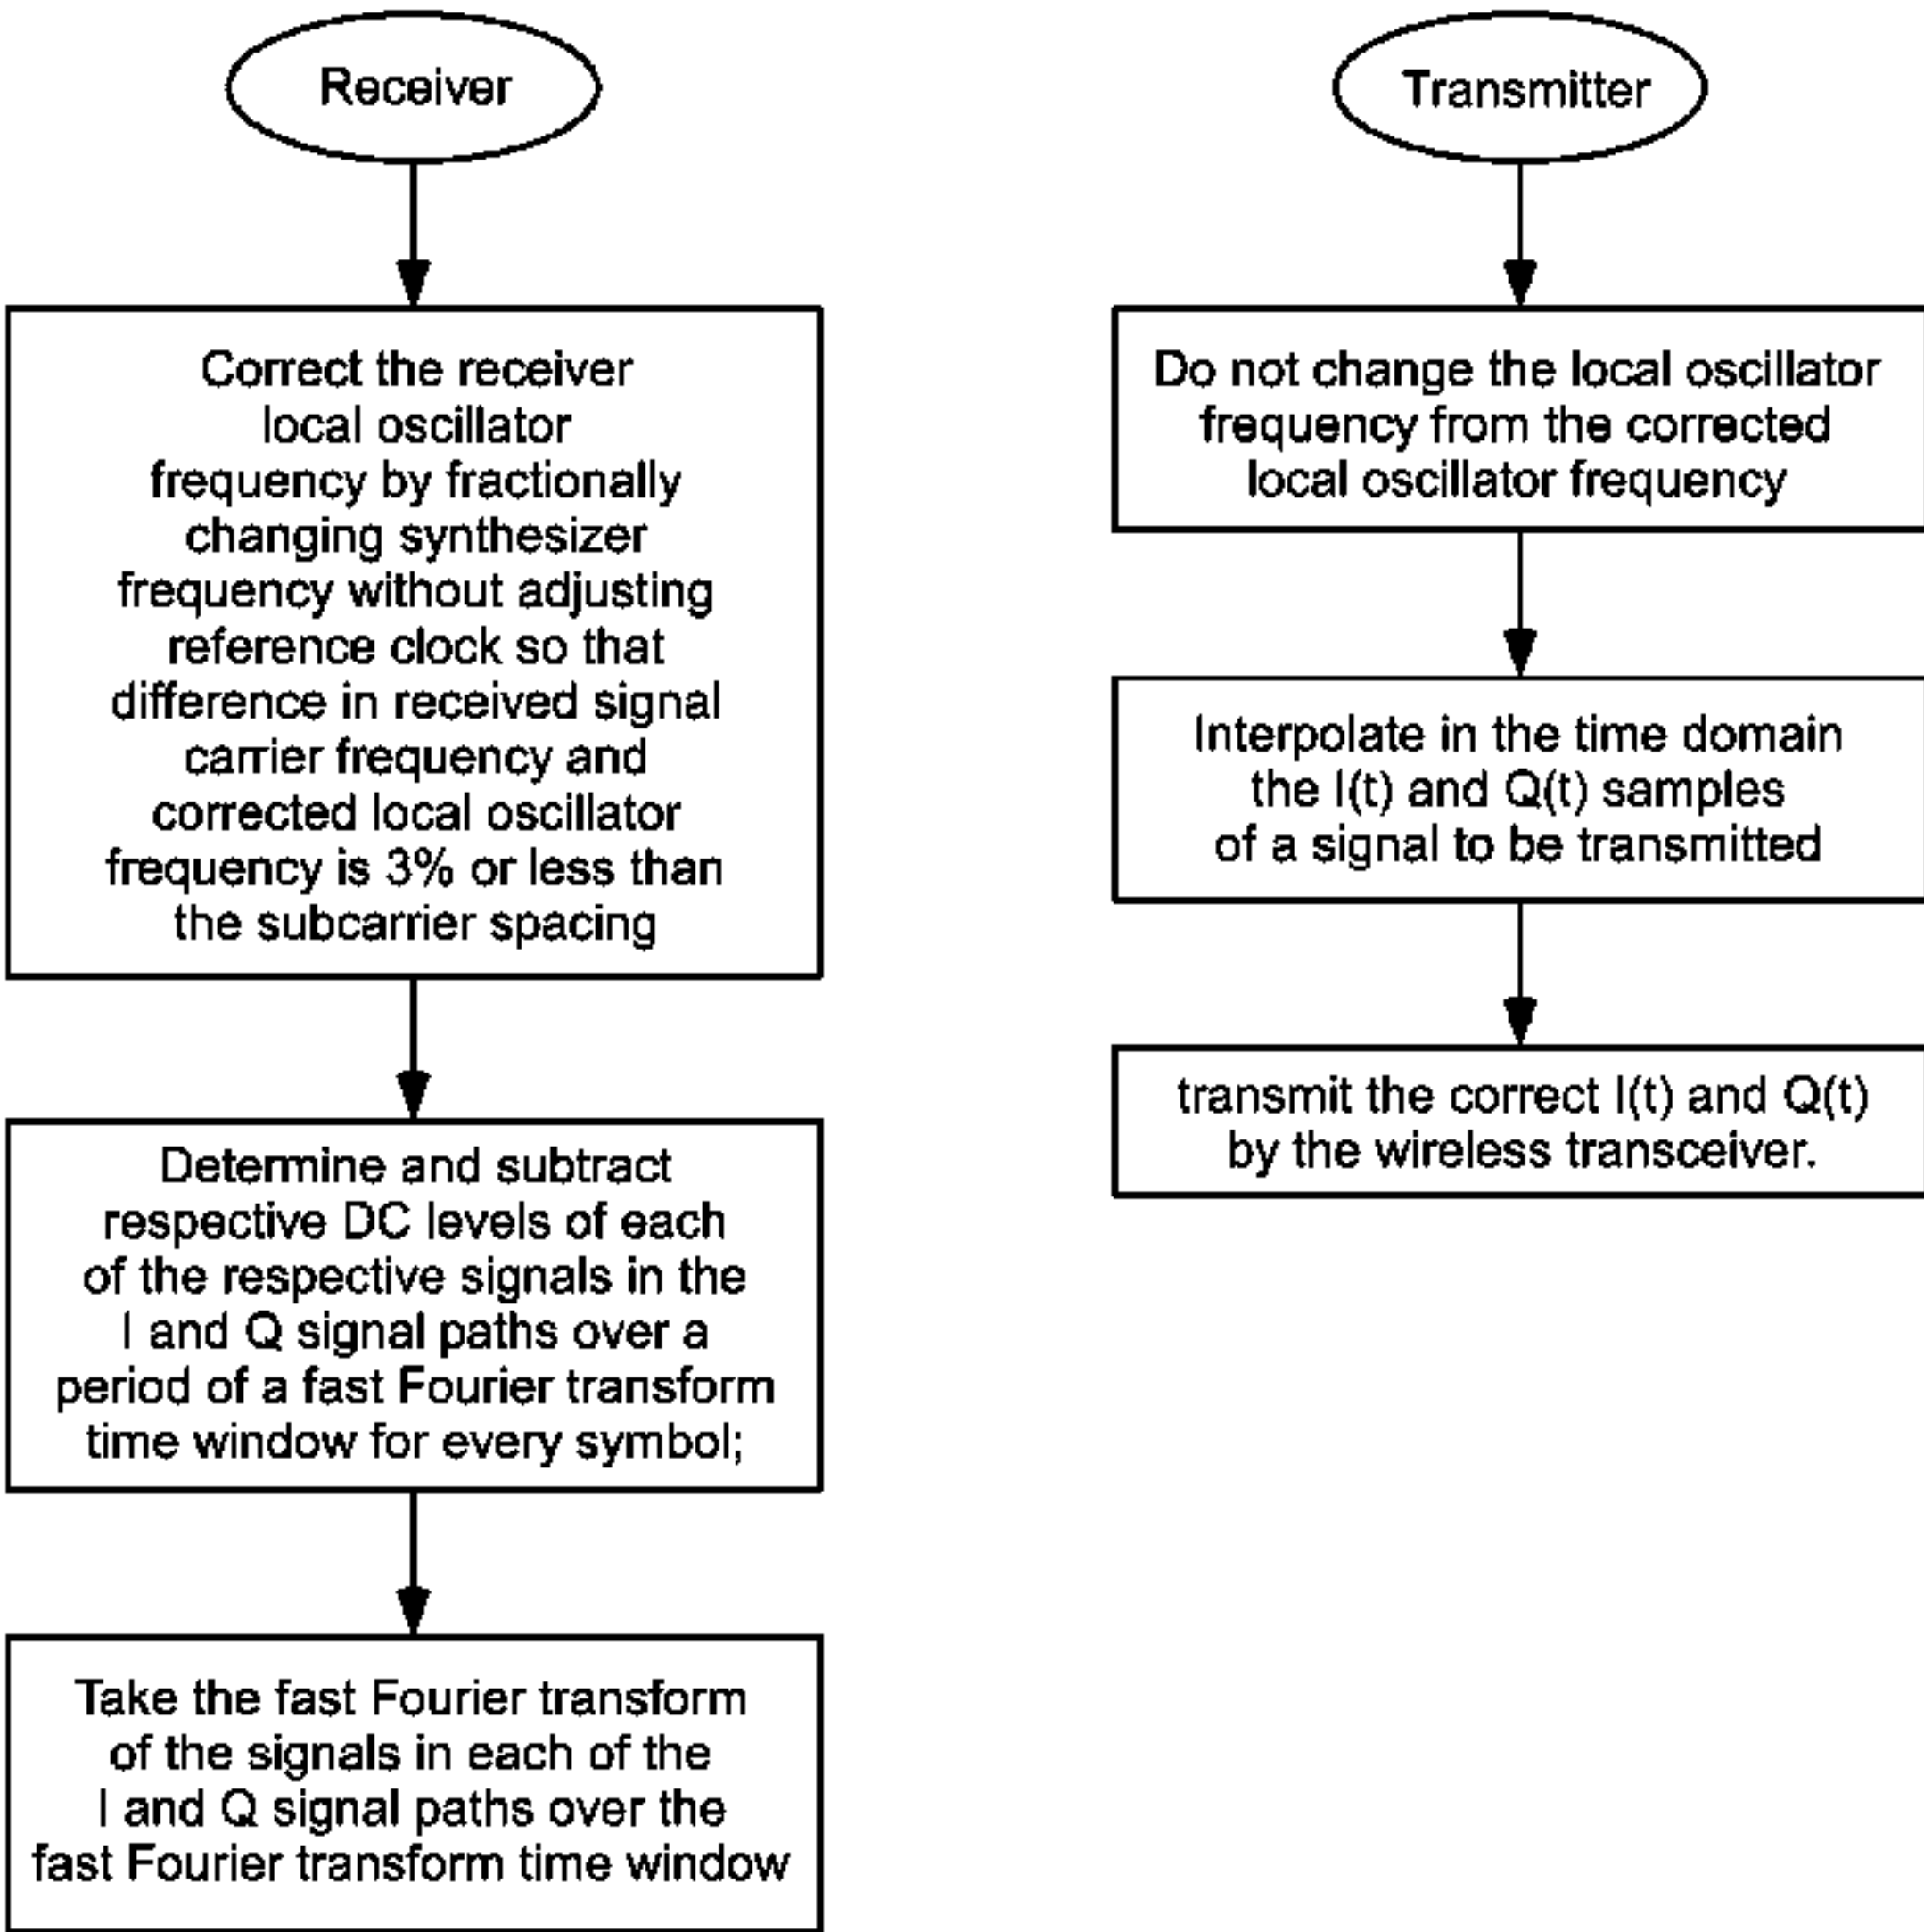 Receiver
Correct the receiver
local oscillator
frequency by fractionally
changing synthesizer
frequency without adjusting
reference clock so that
difference in received signal
carrier frequency and
corrected local oscillator
frequency is 3% or less than
the subcarrier spacing
Determine and subtract
respective DC levels of each
of the respective signals in the
I and Q signal paths over a
period of a fast Fourier transform
time window for every symbol;
Take the fast Fourier transform
of the signals in each of the
I and Q signal paths over the
fast Fourier transform time window
Transmitter
Do not change the local oscillator
frequency from the corrected
local oscillator frequency
Interpolate in the time domain
the I(t) and Q(t) samples
of a signal to be transmitted
transmit the correct I(t) and Q(t)
by the wireless transceiver.